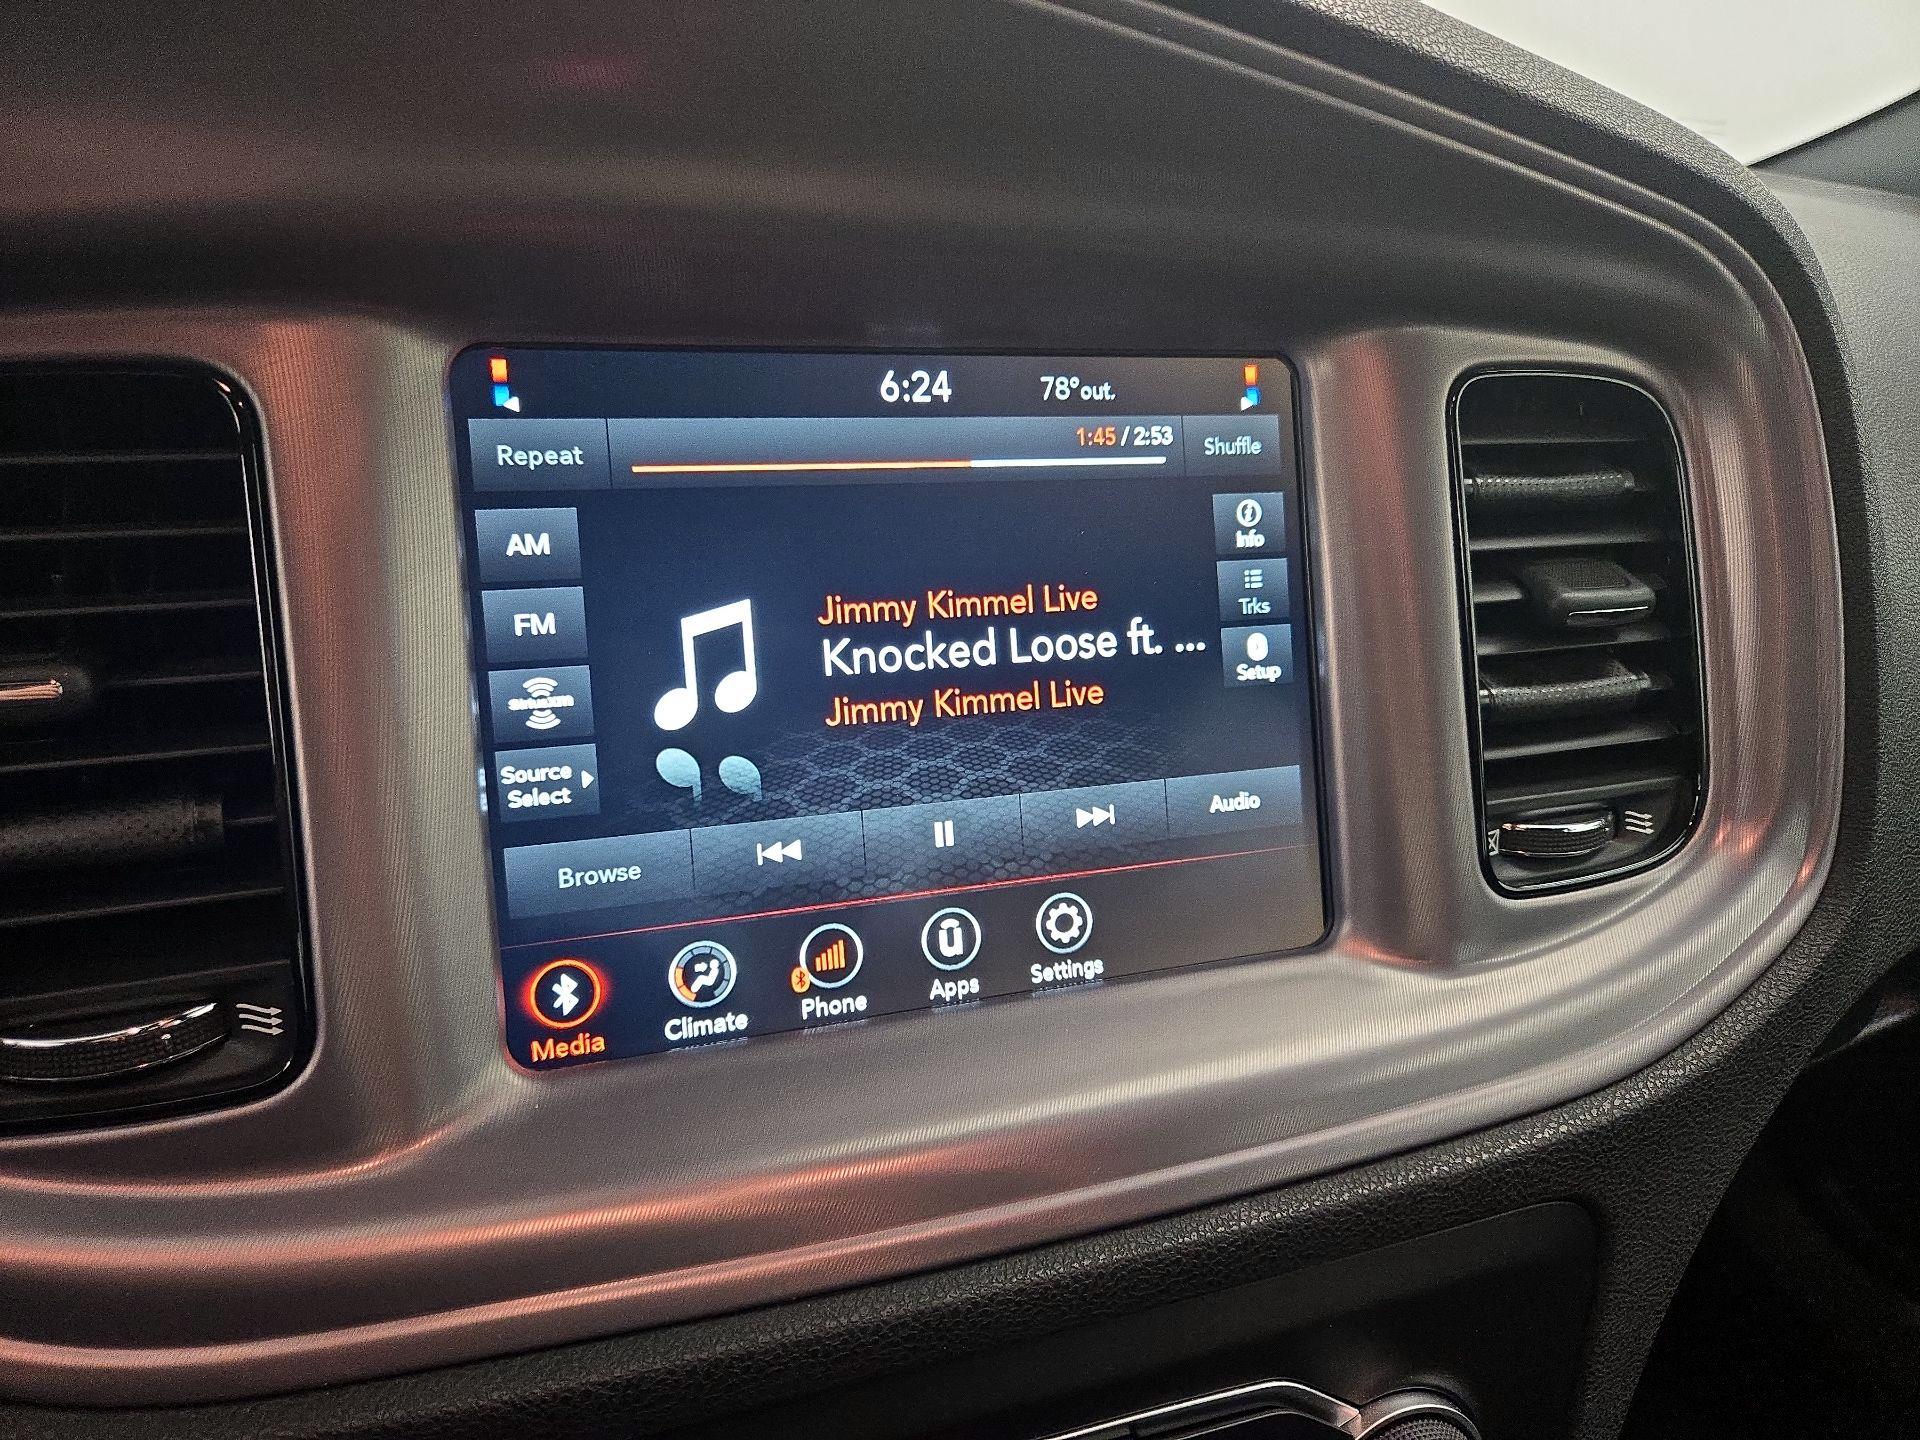 6:24 78°out.
Repeat 1:45 / 2:53 Shuffle
AM
FM
SiriusXM
Source
Select
Info
Trks
Setup
Jimmy Kimmel Live
Knocked Loose ft. ...
Jimmy Kimmel Live
Browse Audio
Media Climate Phone Apps Settings